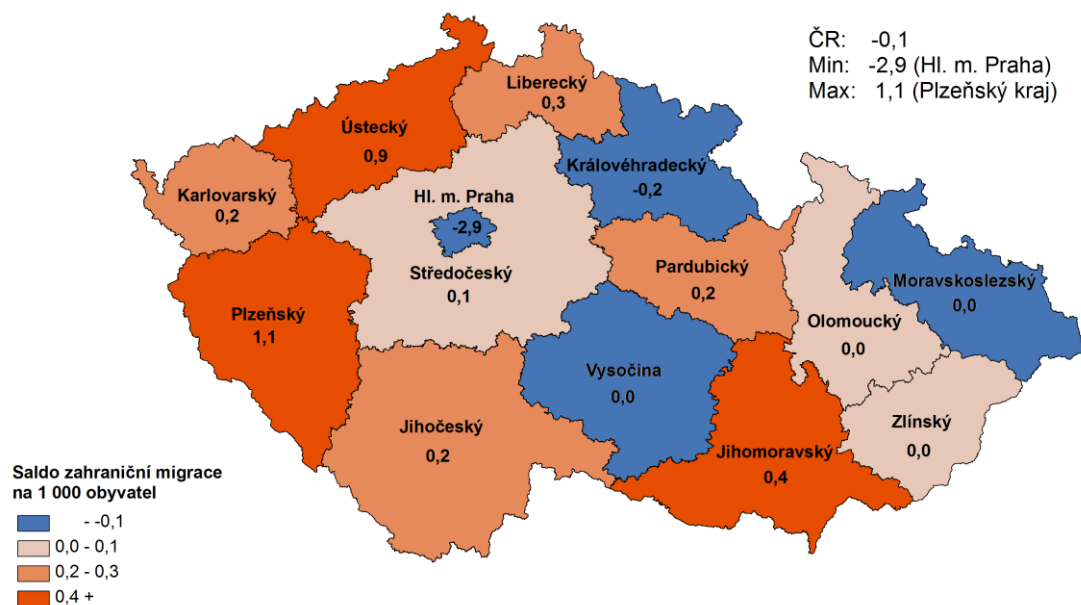 ČR: -0,1
Min: -2,9 (Hl. m. Praha)
Max: 1,1 (Plzeňský kraj)
Liberecký
0,3
Ústecký
0,9
Královéhradecký
-0,2
Karlovarský
0,2
Hl. m. Praha
-2,9
Středočeský
0,1
Pardubický
0,2
Moravskoslezský
0,0
Plzeňský
1,1
Olomoucký
0,0
Vysočina
0,0
Jihočeský
0,2
Jihomoravský
0,4
Zlínský
0,0
Saldo zahraniční migrace
na 1 000 obyvatel
- -0,1
0,0 - 0,1
0,2 - 0,3
0,4 +